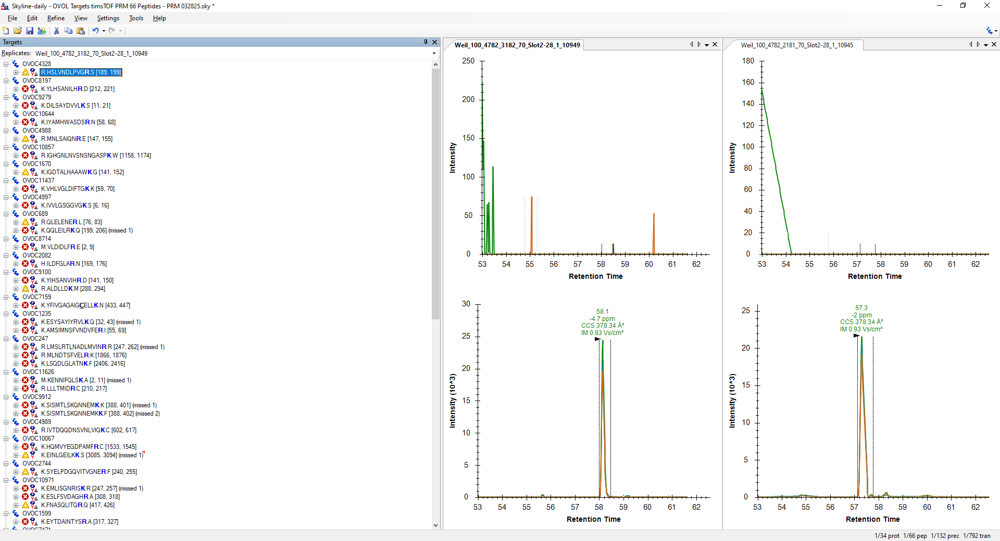 Skyline-daily - OVOL Targets timsTOF PRM 66 Peptides - PRM 032825.sky *
File Edit Refine View Settings Tools Help
Targets
Replicates: Weil_100_4782_3182_70_Slot2-28_1_10949
OVOC4328
R.HSLVNDLPVGR.S [189, 199]
OVOC8197
K.YLHSANILHR.D [212, 221]
OVOC9279
K.DILSAYDVVLK.S [11, 21]
OVOC10644
K.IYAMHWASDSR.N [58, 68]
OVOC4988
R.MNLSAIQNR.E [147, 155]
OVOC10857
R.IGHGNLNVSNSNGASPK.W [1158, 1174]
OVOC1670
K.IGDTALHAAAWK.G [141, 152]
OVOC11437
K.VHLVGLDIFTGK.K [59, 70]
OVOC4997
K.IVVLGSGGVGK.S [6, 16]
OVOC689
R.QLELENER.L [76, 83]
K.QQLEILRK.Q [199, 206] (missed 1)
OVOC8714
M.VLDIDLFR.E [2, 9]
OVOC2082
H.ILDFGLAR.N [169, 176]
OVOC9100
K.YIHSANVIHR.D [141, 150]
R.ALDLLDK.M [288, 294]
OVOC7159
K.YFIVGAGAIGCELLK.N [433, 447]
OVOC1235
K.ESYSAYIYRVLK.Q [32, 43] (missed 1)
K.AMSIMNSFVNDVFER.I [55, 69]
OVOC247
R.LMSLRTLNADLMVINR.R [247, 262] (missed 1)
R.MLNDTSFVELR.K [1866, 1876]
K.LSQDLGLATNK.F [2406, 2416]
OVOC11626
M.KENNIFQLSK.A [2, 11] (missed 1)
R.LLLTMIDR.C [210, 217]
OVOC9912
K.SISMTLSKQNNEMK.K [388, 401] (missed 1)
K.SISMTLSKQNNEMKK.F [388, 402] (missed 2)
OVOC4989
R.IVTDQQDNSVNLVIQK.C [602, 617]
OVOC10067
K.HQMVYEGDPAMFR.C [1533, 1545]
K.EINLGEILKK.S [3085, 3094] (missed 1)
OVOC2744
K.SYELPDGQVITVGNER.F [240, 255]
OVOC10971
K.EMLISGNRISK.R [247, 257] (missed 1)
K.ESLFSVDAGHR.A [308, 318]
K.FNASQLITQR.Q [417, 426]
OVOC1599
K.EYTDAINTYSR.A [317, 327]
OVOC7471
Weil_100_4782_3182_70_Slot2-28_1_10949
250
200
150
100
50
0
Intensity
53 54 55 56 57 58 59 60 61 62
Retention Time
30
25
20
15
10
5
0
Intensity (10^3)
58.1
-4.7 ppm
CCS 378.34 Å²
IM 0.93 Vs/cm²
53 54 55 56 57 58 59 60 61 62
Retention Time
Weil_100_4782_2181_70_Slot2-28_1_10945
180
160
140
120
100
80
60
40
20
0
Intensity
53 54 55 56 57 58 59 60 61 62
Retention Time
25
20
15
10
5
0
Intensity (10^3)
57.3
-2 ppm
CCS 378.34 Å²
IM 0.93 Vs/cm²
53 54 55 56 57 58 59 60 61 62
Retention Time
1/34 prot 1/66 pep 1/132 prec 1/792 tran